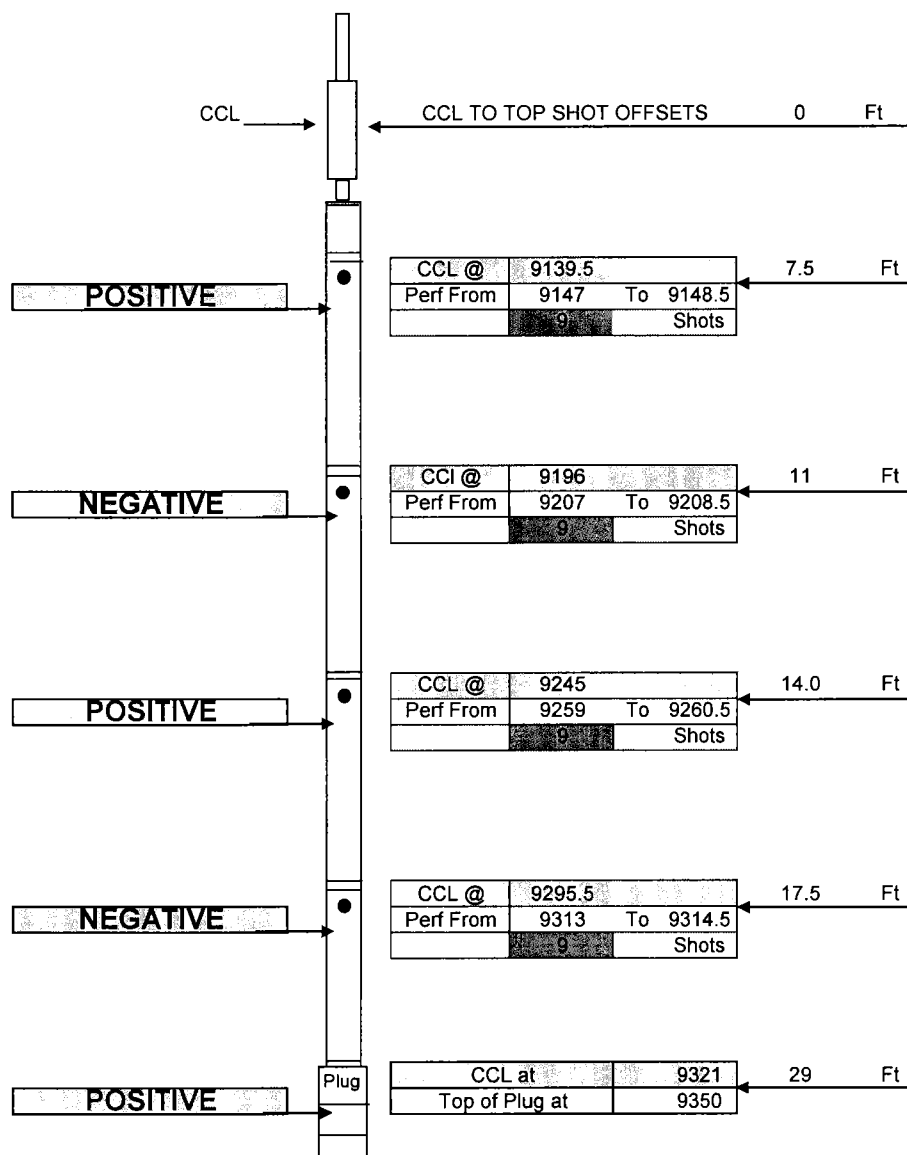 CCL CCL TO TOP SHOT OFFSETS 0 Ft
CCL @ 9139.5 7.5 Ft
POSITIVE Perf From 9147 To 9148.5
9 Shots
CCl @ 9196 11 Ft
NEGATIVE Perf From 9207 To 9208.5
9 Shots
CCL @ 9245 14.0 Ft
POSITIVE Perf From 9259 To 9260.5
9 Shots
CCL @ 9295.5 17.5 Ft
NEGATIVE Perf From 9313 To 9314.5
9 Shots
Plug CCL at 9321 29 Ft
POSITIVE Top of Plug at 9350